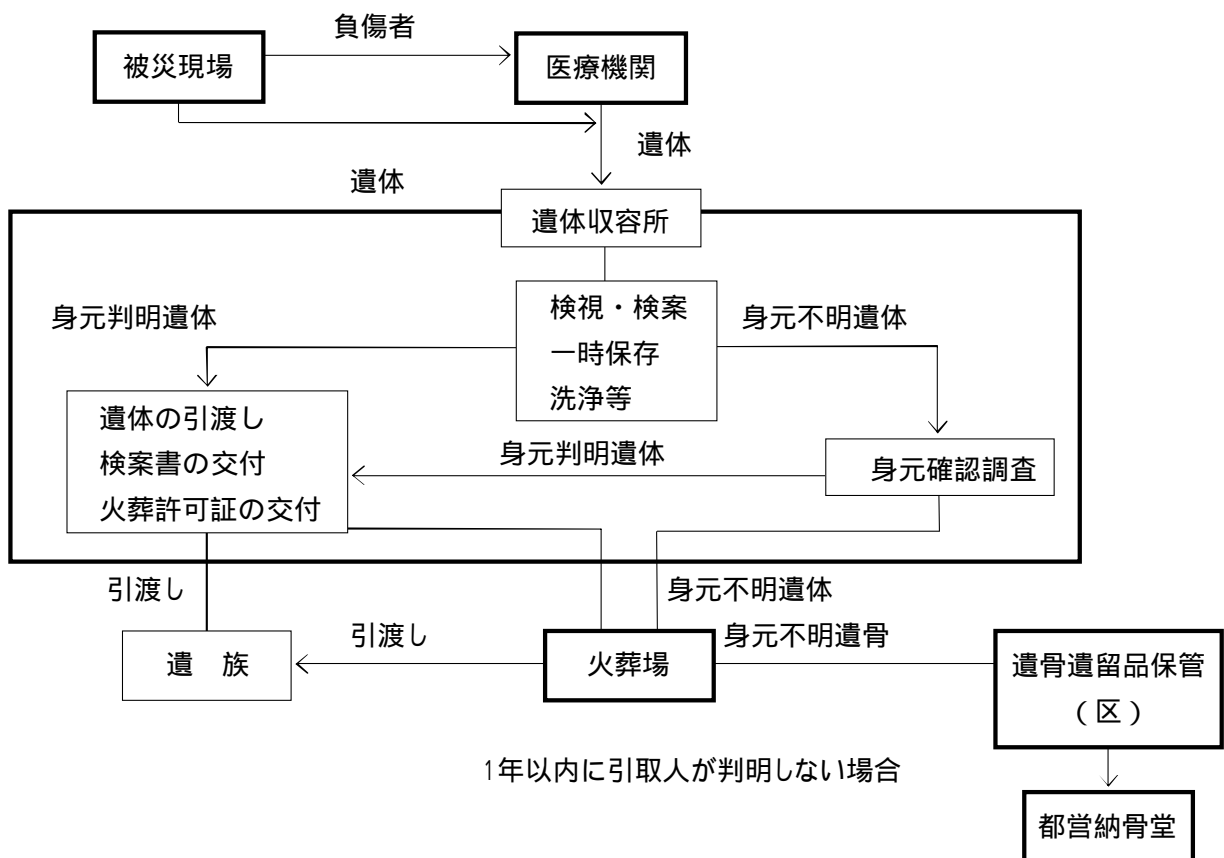 負傷者
被災現場
医療機関
遺体
遺体
遺体収容所
身元判明遺体
検視・検案
一時保存
洗浄等
身元不明遺体
遺体の引渡し
検案書の交付
火葬許可証の交付
身元判明遺体
身元確認調査
引渡し
身元不明遺体
遺　族
引渡し
火葬場
身元不明遺骨
遺骨遺留品保管
（区）
1年以内に引取人が判明しない場合
都営納骨堂